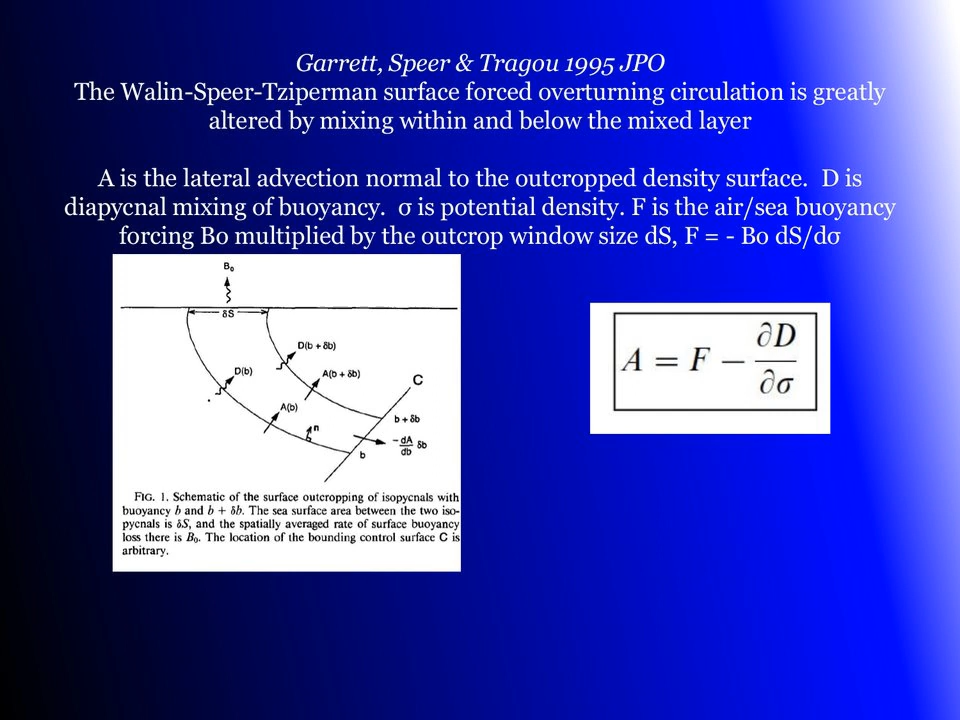 Garrett, Speer & Tragou 1995 JPO
The Walin-Speer-Tziperman surface forced overturning circulation is greatly
altered by mixing within and below the mixed layer
A is the lateral advection normal to the outcropped density surface. D is
diapycnal mixing of buoyancy. σ is potential density. F is the air/sea buoyancy
forcing Bo multiplied by the outcrop window size dS, F = - Bo dS/dσ
B₀
δS
D(b + δb)
D(b)
A(b + δb)
C
A(b)
n
b + δb
-dA/db δb
b
A = F − ∂D/∂σ
FIG. 1. Schematic of the surface outcropping of isopycnals with
buoyancy b and b + δb. The sea surface area between the two iso-
pycnals is δS, and the spatially averaged rate of surface buoyancy
loss there is B₀. The location of the bounding control surface C is
arbitrary.